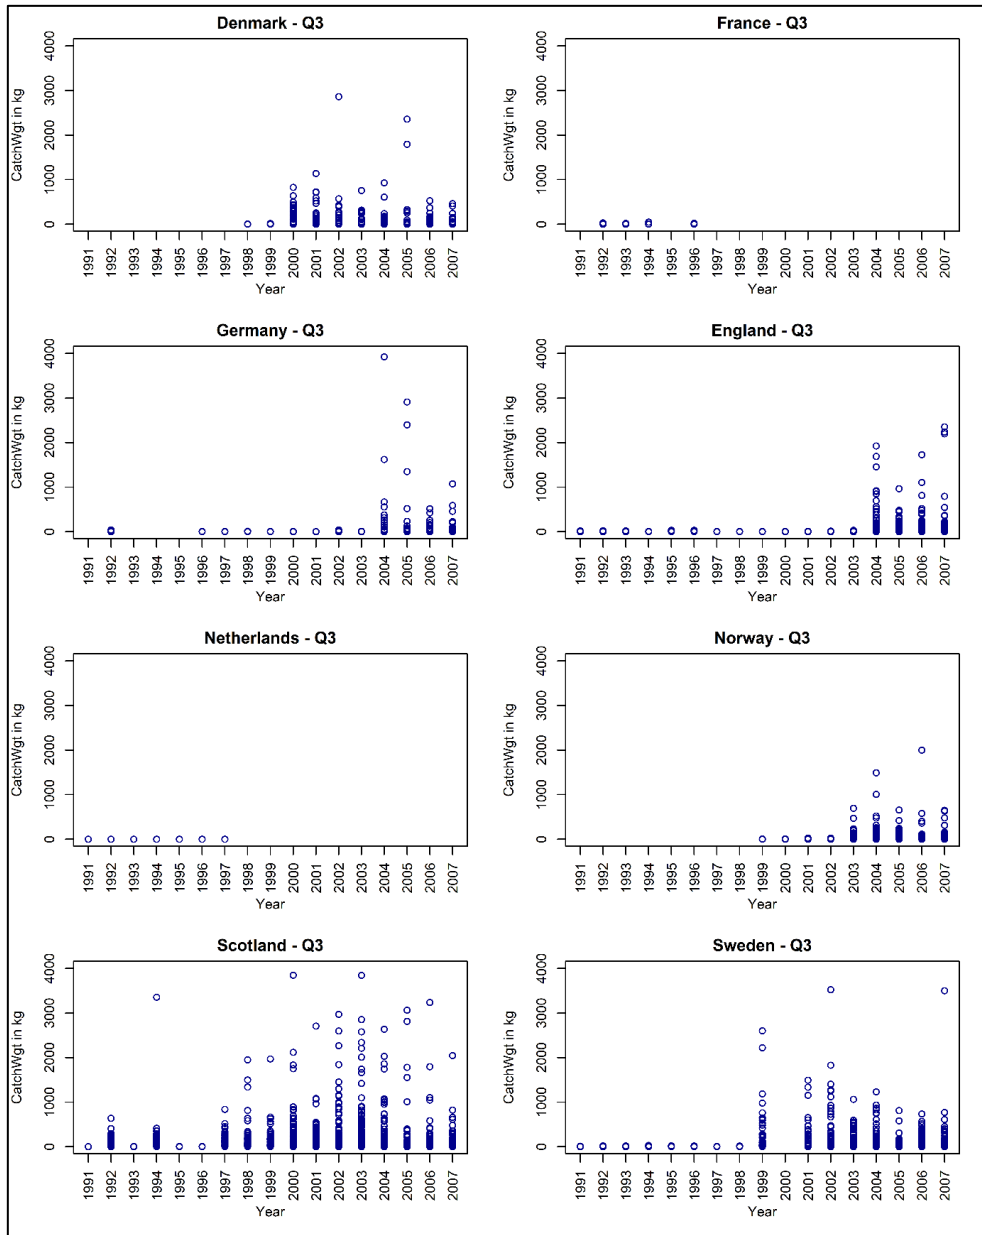 Denmark - Q3
CatchWgt in kg
4000
3000
2000
1000
0
1991 1992 1993 1994 1995 1996 1997 1998 1999 2000 2001 2002 2003 2004 2005 2006 2007
Year
France - Q3
CatchWgt in kg
4000
3000
2000
1000
0
1991 1992 1993 1994 1995 1996 1997 1998 1999 2000 2001 2002 2003 2004 2005 2006 2007
Year
Germany - Q3
CatchWgt in kg
4000
3000
2000
1000
0
1991 1992 1993 1994 1995 1996 1997 1998 1999 2000 2001 2002 2003 2004 2005 2006 2007
Year
England - Q3
CatchWgt in kg
4000
3000
2000
1000
0
1991 1992 1993 1994 1995 1996 1997 1998 1999 2000 2001 2002 2003 2004 2005 2006 2007
Year
Netherlands - Q3
CatchWgt in kg
4000
3000
2000
1000
0
1991 1992 1993 1994 1995 1996 1997 1998 1999 2000 2001 2002 2003 2004 2005 2006 2007
Year
Norway - Q3
CatchWgt in kg
4000
3000
2000
1000
0
1991 1992 1993 1994 1995 1996 1997 1998 1999 2000 2001 2002 2003 2004 2005 2006 2007
Year
Scotland - Q3
CatchWgt in kg
4000
3000
2000
1000
0
1991 1992 1993 1994 1995 1996 1997 1998 1999 2000 2001 2002 2003 2004 2005 2006 2007
Year
Sweden - Q3
CatchWgt in kg
4000
3000
2000
1000
0
1991 1992 1993 1994 1995 1996 1997 1998 1999 2000 2001 2002 2003 2004 2005 2006 2007
Year